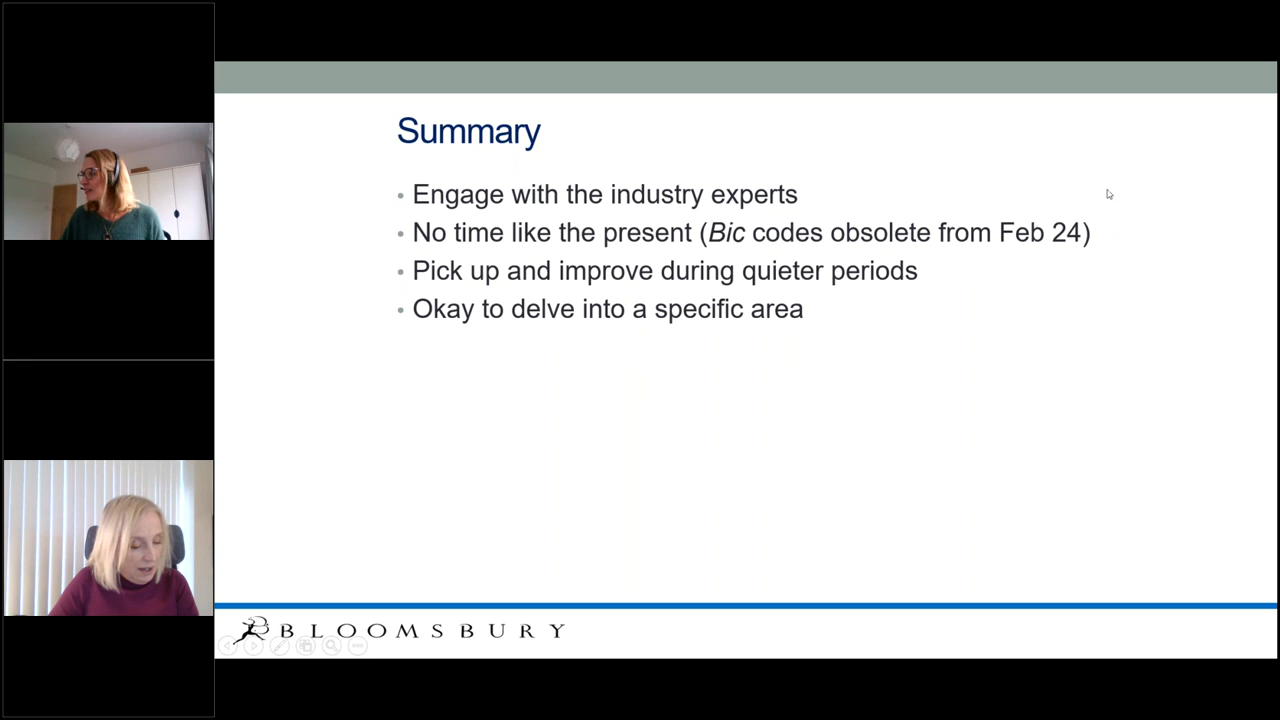 Summary
Engage with the industry experts
No time like the present (Bic codes obsolete from Feb 24)
Pick up and improve during quieter periods
Okay to delve into a specific area
BLOOMSBURY